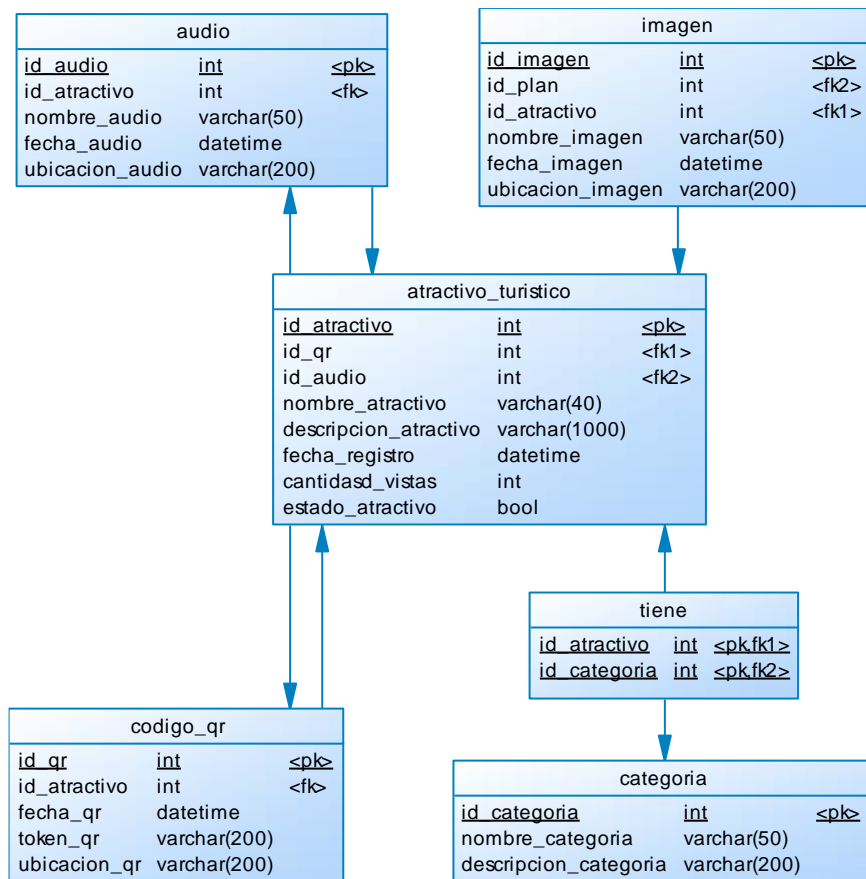 audio
id_audio int <pk>
id_atractivo int <fk>
nombre_audio varchar(50)
fecha_audio datetime
ubicacion_audio varchar(200)
imagen
id_imagen int <pk>
id_plan int <fk2>
id_atractivo int <fk1>
nombre_imagen varchar(50)
fecha_imagen datetime
ubicacion_imagen varchar(200)
atractivo_turistico
id_atractivo int <pk>
id_qr int <fk1>
id_audio int <fk2>
nombre_atractivo varchar(40)
descripcion_atractivo varchar(1000)
fecha_registro datetime
cantidasd_vistas int
estado_atractivo bool
tiene
id_atractivo int <pk,fk1>
id_categoria int <pk,fk2>
codigo_qr
id_qr int <pk>
id_atractivo int <fk>
fecha_qr datetime
token_qr varchar(200)
ubicacion_qr varchar(200)
categoria
id_categoria int <pk>
nombre_categoria varchar(50)
descripcion_categoria varchar(200)